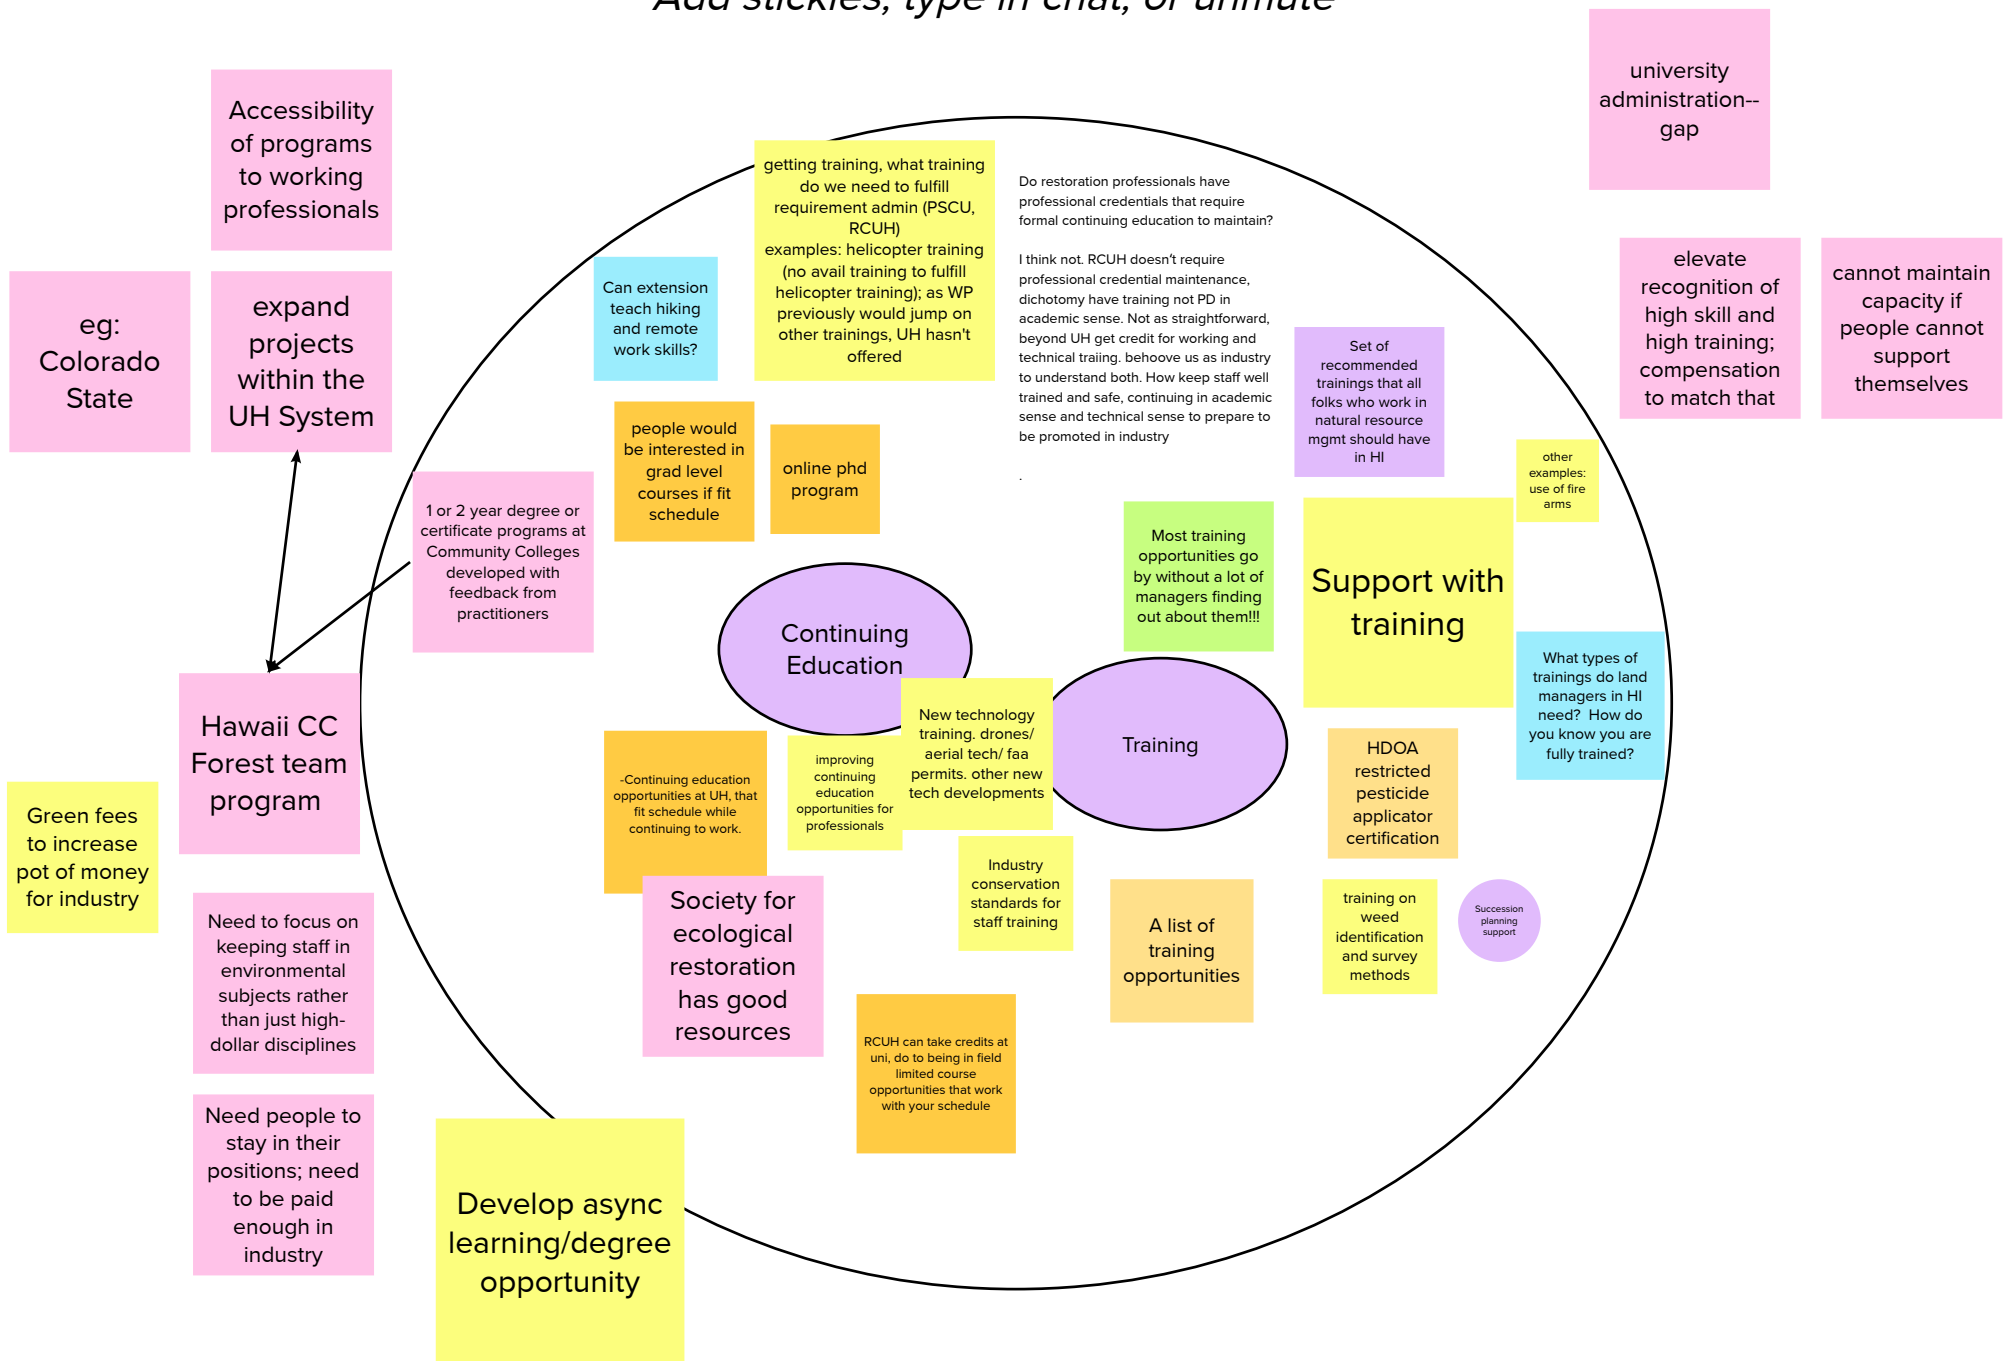 Add stickies, type in chat, or unmute
university
administration--
gap
Accessibility
of programs
to working
professionals
eg:
Colorado
State
expand
projects
within the
UH System
getting training, what training
do we need to fulfill
requirement admin (PSCU,
RCUH)
examples: helicopter training
(no avail training to fulfill
helicopter training); as WP
previously would jump on
other trainings, UH hasn't
offered
Do restoration professionals have
professional credentials that require
formal continuing education to maintain?
I think not. RCUH doesn't require
professional credential maintenance,
dichotomy have training not PD in
academic sense. Not as straightforward,
beyond UH get credit for working and
technical traiing. behoove us as industry
to understand both. How keep staff well
trained and safe, continuing in academic
sense and technical sense to prepare to
be promoted in industry
.
Can extension
teach hiking
and remote
work skills?
elevate
recognition of
high skill and
high training;
compensation
to match that
cannot maintain
capacity if
people cannot
support
themselves
Set of
recommended
trainings that all
folks who work in
natural resource
mgmt should have
in HI
people would
be interested in
grad level
courses if fit
schedule
online phd
program
other
examples:
use of fire
arms
1 or 2 year degree or
certificate programs at
Community Colleges
developed with
feedback from
practitioners
Most training
opportunities go
by without a lot of
managers finding
out about them!!!
Support with
training
Continuing
Education
Training
What types of
trainings do land
managers in HI
need?  How do
you know you are
fully trained?
Hawaii CC
Forest team
program
New technology
training. drones/
aerial tech/ faa
permits. other new
tech developments
-Continuing education
opportunities at UH, that
fit schedule while
continuing to work.
improving
continuing
education
opportunities for
professionals
HDOA
restricted
pesticide
applicator
certification
Green fees
to increase
pot of money
for industry
Industry
conservation
standards for
staff training
Society for
ecological
restoration
has good
resources
A list of
training
opportunities
training on
weed
identification
and survey
methods
Succession
planning
support
Need to focus on
keeping staff in
environmental
subjects rather
than just high-
dollar disciplines
RCUH can take credits at
uni, do to being in field
limited course
opportunities that work
with your schedule
Need people to
stay in their
positions; need
to be paid
enough in
industry
Develop async
learning/degree
opportunity